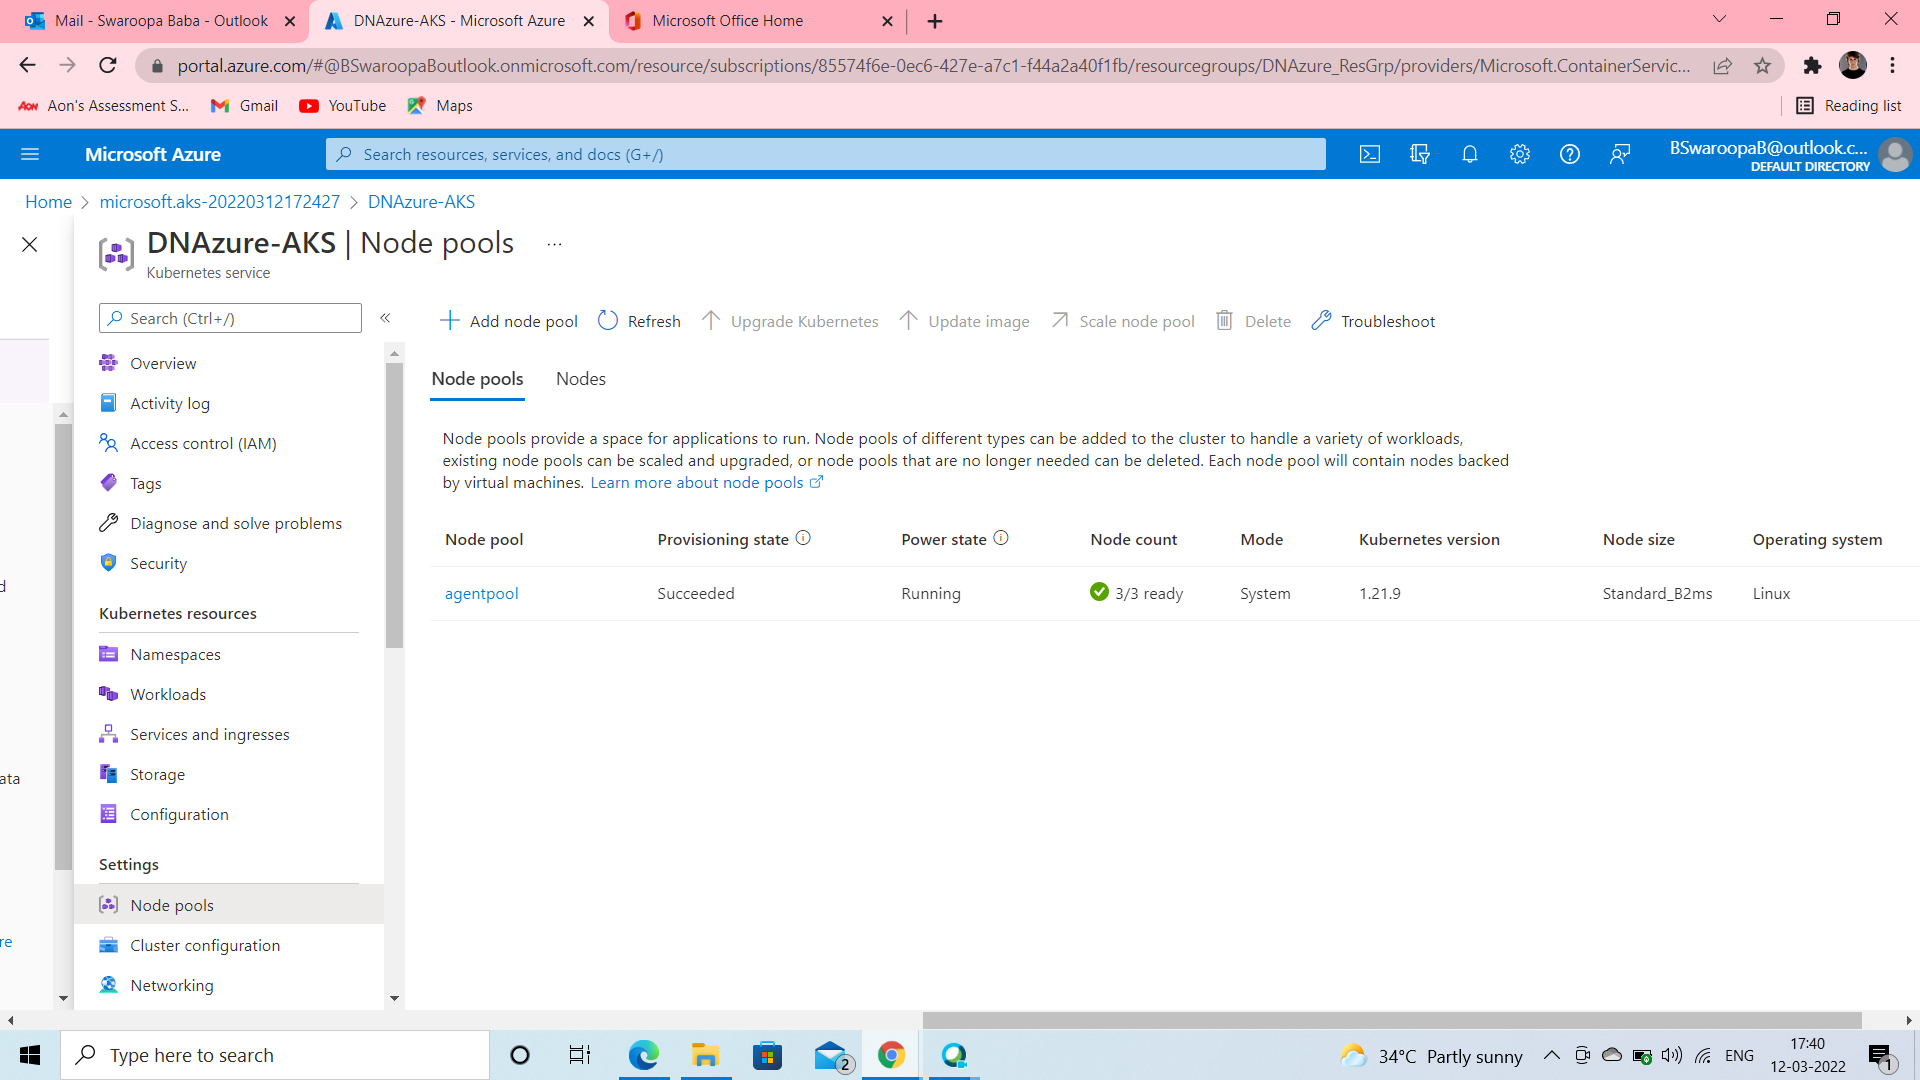 Mail - Swaroopa Baba - Outlook
DNAzure-AKS - Microsoft Azure
Microsoft Office Home
portal.azure.com/#@BSwaroopaBoutlook.onmicrosoft.com/resource/subscriptions/85574f6e-0ec6-427e-a7c1-f44a2a40f1fb/resourcegroups/DNAzure_ResGrp/providers/Microsoft.ContainerServic...
AON Aon's Assessment S...
Gmail
YouTube
Maps
Reading list
Microsoft Azure
Search resources, services, and docs (G+/)
BSwaroopaB@outlook.c...
DEFAULT DIRECTORY
Home > microsoft.aks-20220312172427 > DNAzure-AKS
DNAzure-AKS | Node pools ...
Kubernetes service
Search (Ctrl+/)
«
Overview
Activity log
Access control (IAM)
Tags
Diagnose and solve problems
Security
Kubernetes resources
Namespaces
Workloads
Services and ingresses
Storage
Configuration
Settings
Node pools
Cluster configuration
Networking
d
ata
re
Add node pool
Refresh
Upgrade Kubernetes
Update image
Scale node pool
Delete
Troubleshoot
Node pools
Nodes
Node pools provide a space for applications to run. Node pools of different types can be added to the cluster to handle a variety of workloads,
existing node pools can be scaled and upgraded, or node pools that are no longer needed can be deleted. Each node pool will contain nodes backed
by virtual machines. Learn more about node pools
Node pool Provisioning state Power state Node count Mode Kubernetes version Node size Operating system
agentpool Succeeded Running 3/3 ready System 1.21.9 Standard_B2ms Linux
Type here to search
2
34°C Partly sunny
ENG
17:40
12-03-2022
1